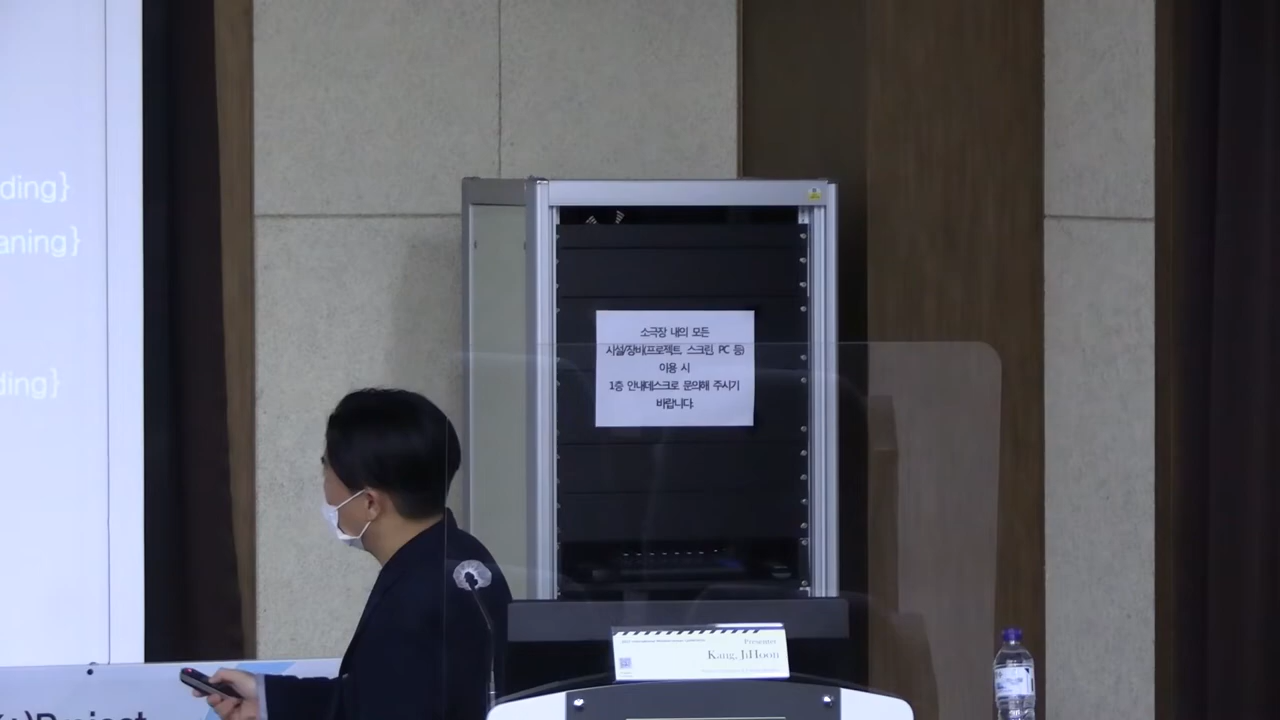 ding}
aning}
ding}
소극장 내의 모든
시설/장비(프로젝트, 스크린, PC 등)
이용 시
1층 안내데스크로 문의해 주시기
바랍니다.
Presenter
Kang, JiHoon
)Project